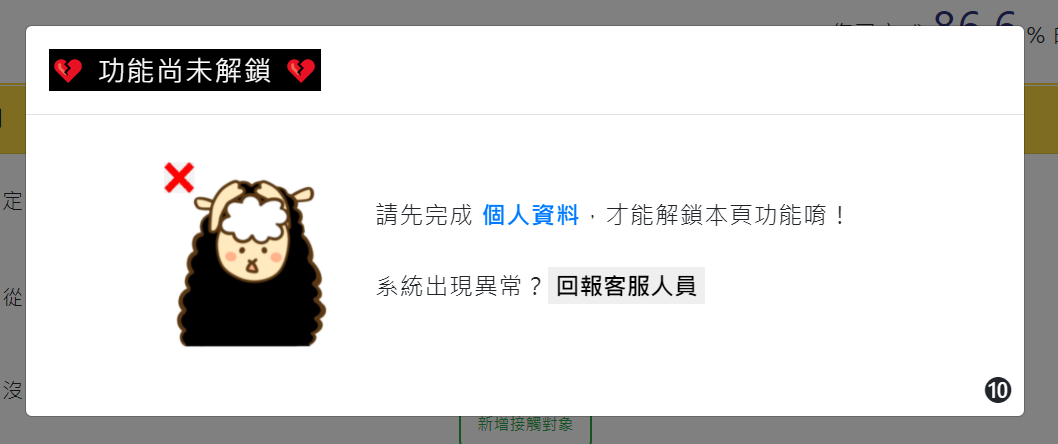 86.6
%
💔 功能尚未解鎖 💔
定
請先完成 個人資料，才能解鎖本頁功能唷！
系統出現異常？ 回報客服人員
從
沒
10
新增接觸對象